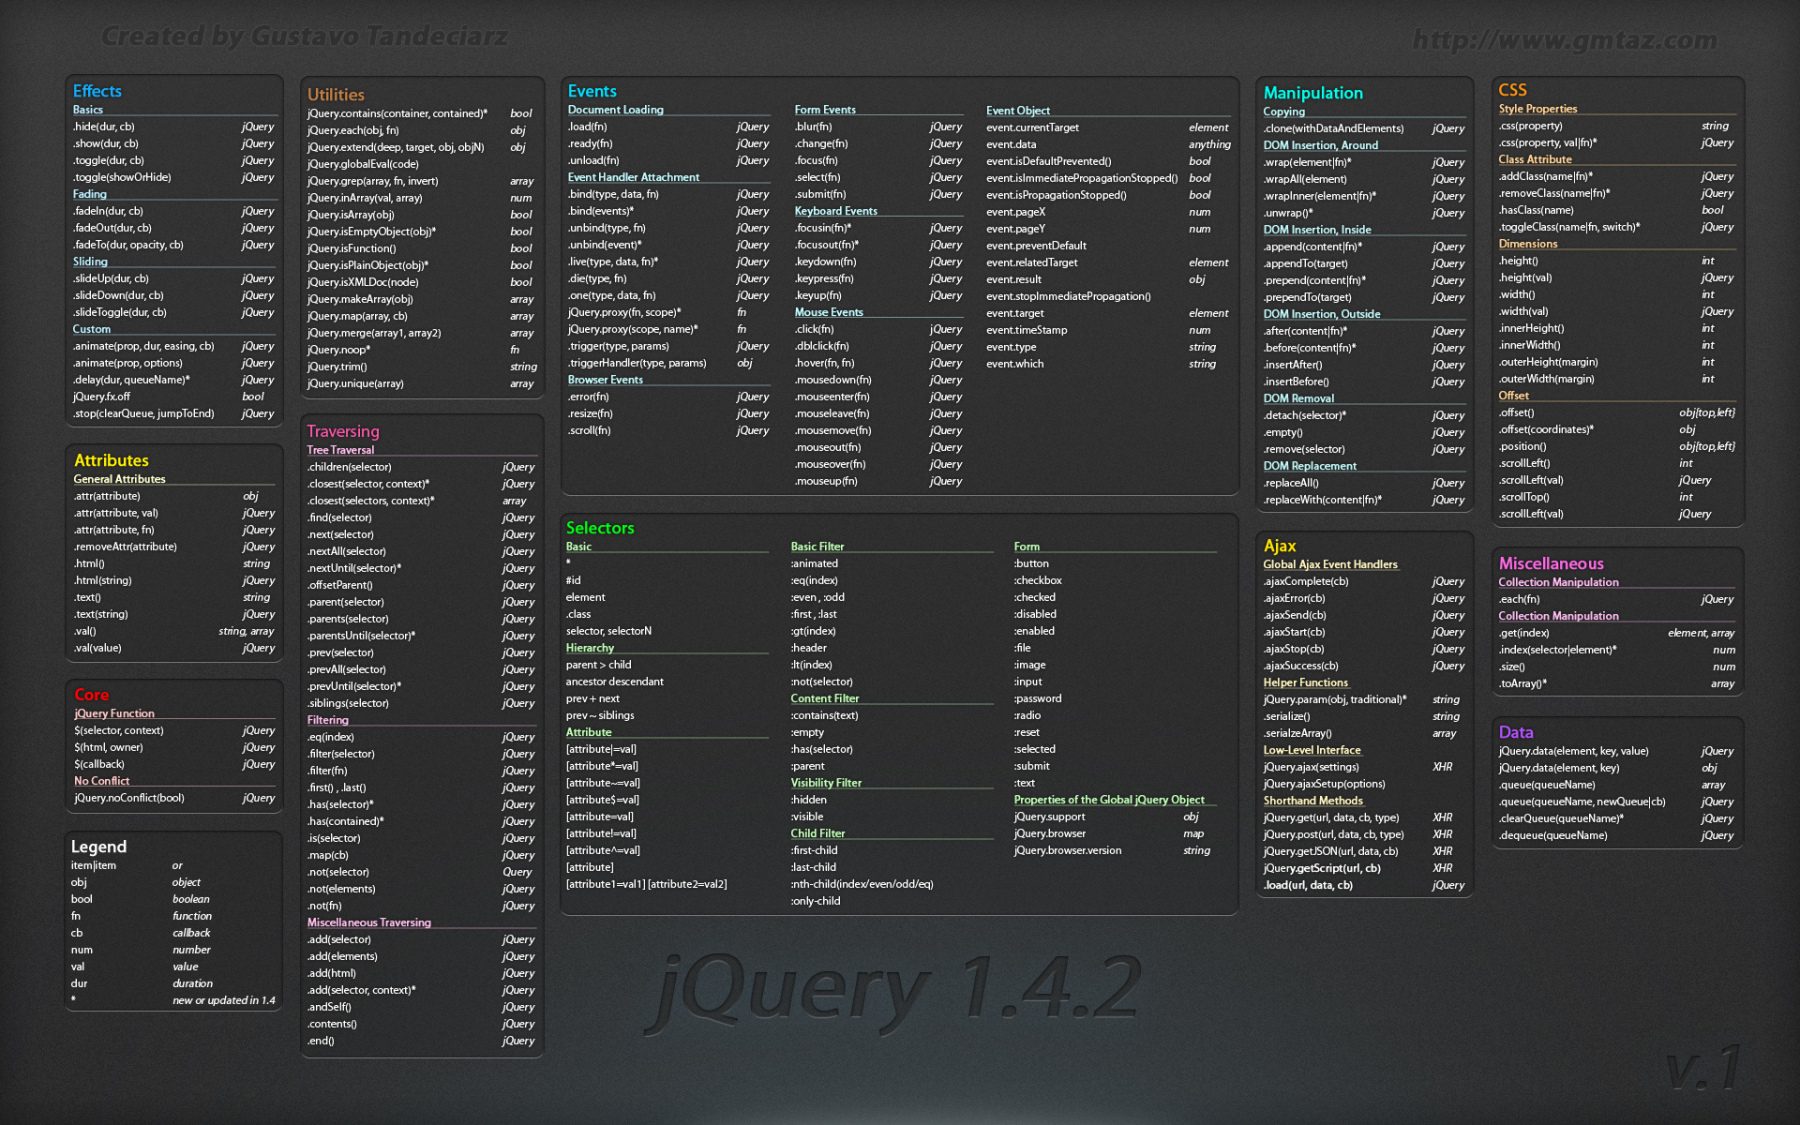 Created by Gustavo Tandeciarz
http://www.gmtaz.com
Effects
Basics
.hide(dur, cb) jQuery
.show(dur, cb) jQuery
.toggle(dur, cb) jQuery
.toggle(showOrHide) jQuery
Fading
.fadeIn(dur, cb) jQuery
.fadeOut(dur, cb) jQuery
.fadeTo(dur, opacity, cb) jQuery
Sliding
.slideUp(dur, cb) jQuery
.slideDown(dur, cb) jQuery
.slideToggle(dur, cb) jQuery
Custom
.animate(prop, dur, easing, cb) jQuery
.animate(prop, options) jQuery
.delay(dur, queueName)* jQuery
jQuery.fx.off bool
.stop(clearQueue, jumpToEnd) jQuery
Attributes
General Attributes
.attr(attribute) obj
.attr(attribute, val) jQuery
.attr(attribute, fn) jQuery
.removeAttr(attribute) jQuery
.html() string
.html(string) jQuery
.text() string
.text(string) jQuery
.val() string, array
.val(value) jQuery
Core
jQuery Function
$(selector, context) jQuery
$(html, owner) jQuery
$(callback) jQuery
No Conflict
jQuery.noConflict(bool) jQuery
Legend
item|item or
obj object
bool boolean
fn function
cb callback
num number
val value
dur duration
* new or updated in 1.4
Utilities
jQuery.contains(container, contained)* bool
jQuery.each(obj, fn) obj
jQuery.extend(deep, target, obj, objN) obj
jQuery.globalEval(code)
jQuery.grep(array, fn, invert) array
jQuery.inArray(val, array) num
jQuery.isArray(obj) bool
jQuery.isEmptyObject(obj)* bool
jQuery.isFunction() bool
jQuery.isPlainObject(obj)* bool
jQuery.isXMLDoc(node) bool
jQuery.makeArray(obj) array
jQuery.map(array, cb) array
jQuery.merge(array1, array2) array
jQuery.noop* fn
jQuery.trim() string
jQuery.unique(array) array
Traversing
Tree Traversal
.children(selector) jQuery
.closest(selector, context)* jQuery
.closest(selectors, context)* array
.find(selector) jQuery
.next(selector) jQuery
.nextAll(selector) jQuery
.nextUntil(selector)* jQuery
.offsetParent() jQuery
.parent(selector) jQuery
.parents(selector) jQuery
.parentsUntil(selector)* jQuery
.prev(selector) jQuery
.prevAll(selector) jQuery
.prevUntil(selector)* jQuery
.siblings(selector) jQuery
Filtering
.eq(index) jQuery
.filter(selector) jQuery
.filter(fn) jQuery
.first() , .last() jQuery
.has(selector)* jQuery
.has(contained)* jQuery
.is(selector) jQuery
.map(cb) jQuery
.not(selector) Query
.not(elements) jQuery
.not(fn) jQuery
Miscellaneous Traversing
.add(selector) jQuery
.add(elements) jQuery
.add(html) jQuery
.add(selector, context)* jQuery
.andSelf() jQuery
.contents() jQuery
.end() jQuery
Events
Document Loading
.load(fn) jQuery
.ready(fn) jQuery
.unload(fn) jQuery
Event Handler Attachment
.bind(type, data, fn) jQuery
.bind(events)* jQuery
.unbind(type, fn) jQuery
.unbind(event)* jQuery
.live(type, data, fn)* jQuery
.die(type, fn) jQuery
.one(type, data, fn) jQuery
jQuery.proxy(fn, scope)* fn
jQuery.proxy(scope, name)* fn
.trigger(type, params) jQuery
.triggerHandler(type, params) obj
Browser Events
.error(fn) jQuery
.resize(fn) jQuery
.scroll(fn) jQuery
Form Events
.blur(fn) jQuery
.change(fn) jQuery
.focus(fn) jQuery
.select(fn) jQuery
.submit(fn) jQuery
Keyboard Events
.focusin(fn)* jQuery
.focusout(fn)* jQuery
.keydown(fn) jQuery
.keypress(fn) jQuery
.keyup(fn) jQuery
Mouse Events
.click(fn) jQuery
.dblclick(fn) jQuery
.hover(fn, fn) jQuery
.mousedown(fn) jQuery
.mouseenter(fn) jQuery
.mouseleave(fn) jQuery
.mousemove(fn) jQuery
.mouseout(fn) jQuery
.mouseover(fn) jQuery
.mouseup(fn) jQuery
Event Object
event.currentTarget element
event.data anything
event.isDefaultPrevented() bool
event.isImmediatePropagationStopped() bool
event.isPropagationStopped() bool
event.pageX num
event.pageY num
event.preventDefault
event.relatedTarget element
event.result obj
event.stopImmediatePropagation()
event.target element
event.timeStamp num
event.type string
event.which string
Selectors
Basic
*
#id
element
.class
selector, selectorN
Hierarchy
parent > child
ancestor descendant
prev + next
prev ~ siblings
Attribute
[attribute|=val]
[attribute*=val]
[attribute~=val]
[attribute$=val]
[attribute=val]
[attribute!=val]
[attribute^=val]
[attribute]
[attribute1=val1] [attribute2=val2]
Basic Filter
:animated
:eq(index)
:even , :odd
:first , :last
:gt(index)
:header
:lt(index)
:not(selector)
Content Filter
:contains(text)
:empty
:has(selector)
:parent
Visibility Filter
:hidden
:visible
Child Filter
:first-child
:last-child
:nth-child(index/even/odd/eq)
:only-child
Form
:button
:checkbox
:checked
:disabled
:enabled
:file
:image
:input
:password
:radio
:reset
:selected
:submit
:text
Properties of the Global jQuery Object
jQuery.support obj
jQuery.browser map
jQuery.browser.version string
Manipulation
Copying
.clone(withDataAndElements) jQuery
DOM Insertion, Around
.wrap(element|fn)* jQuery
.wrapAll(element) jQuery
.wrapInner(element|fn)* jQuery
.unwrap()* jQuery
DOM Insertion, Inside
.append(content|fn)* jQuery
.appendTo(target) jQuery
.prepend(content|fn)* jQuery
.prependTo(target) jQuery
DOM Insertion, Outside
.after(content|fn)* jQuery
.before(content|fn)* jQuery
.insertAfter() jQuery
.insertBefore() jQuery
DOM Removal
.detach(selector)* jQuery
.empty() jQuery
.remove(selector) jQuery
DOM Replacement
.replaceAll() jQuery
.replaceWith(content|fn)* jQuery
Ajax
Global Ajax Event Handlers
.ajaxComplete(cb) jQuery
.ajaxError(cb) jQuery
.ajaxSend(cb) jQuery
.ajaxStart(cb) jQuery
.ajaxStop(cb) jQuery
.ajaxSuccess(cb) jQuery
Helper Functions
jQuery.param(obj, traditional)* string
.serialize() string
.serialzeArray() array
Low-Level Interface
jQuery.ajax(settings) XHR
jQuery.ajaxSetup(options)
Shorthand Methods
jQuery.get(url, data, cb, type) XHR
jQuery.post(url, data, cb, type) XHR
jQuery.getJSON(url, data, cb) XHR
jQuery.getScript(url, cb) XHR
.load(url, data, cb) jQuery
CSS
Style Properties
.css(property) string
.css(property, val|fn)* jQuery
Class Attribute
.addClass(name|fn)* jQuery
.removeClass(name|fn)* jQuery
.hasClass(name) bool
.toggleClass(name|fn, switch)* jQuery
Dimensions
.height() int
.height(val) jQuery
.width() int
.width(val) jQuery
.innerHeight() int
.innerWidth() int
.outerHeight(margin) int
.outerWidth(margin) int
Offset
.offset() obj{top,left}
.offset(coordinates)* obj
.position() obj{top,left}
.scrollLeft() int
.scrollLeft(val) jQuery
.scrollTop() int
.scrollLeft(val) jQuery
Miscellaneous
Collection Manipulation
.each(fn) jQuery
Collection Manipulation
.get(index) element, array
.index(selector|element)* num
.size() num
.toArray()* array
Data
jQuery.data(element, key, value) jQuery
jQuery.data(element, key) obj
.queue(queueName) array
.queue(queueName, newQueue|cb) jQuery
.clearQueue(queueName)* jQuery
.dequeue(queueName) jQuery
jQuery 1.4.2
v.1